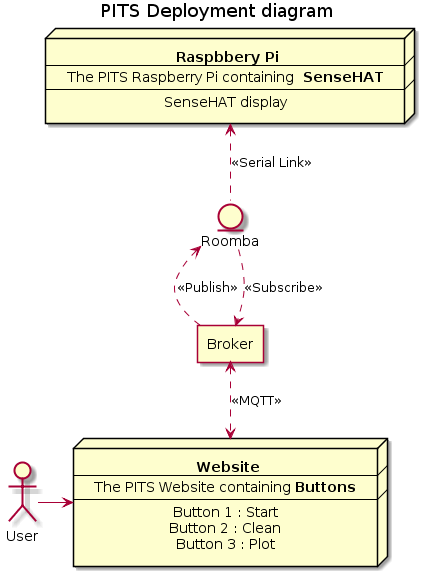 PITS Deployment diagram
Raspbbery Pi
The PITS Raspberry Pi containing SenseHAT
SenseHAT display
«Serial Link»
Roomba
«Publish» «Subscribe»
Broker
«MQTT»
Website
The PITS Website containing Buttons
Button 1 : Start
Button 2 : Clean
Button 3 : Plot
User